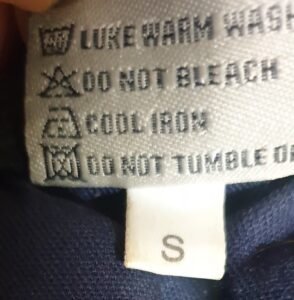 LUKE WARM WASH
DO NOT BLEACH
COOL IRON
DO NOT TUMBLE
S